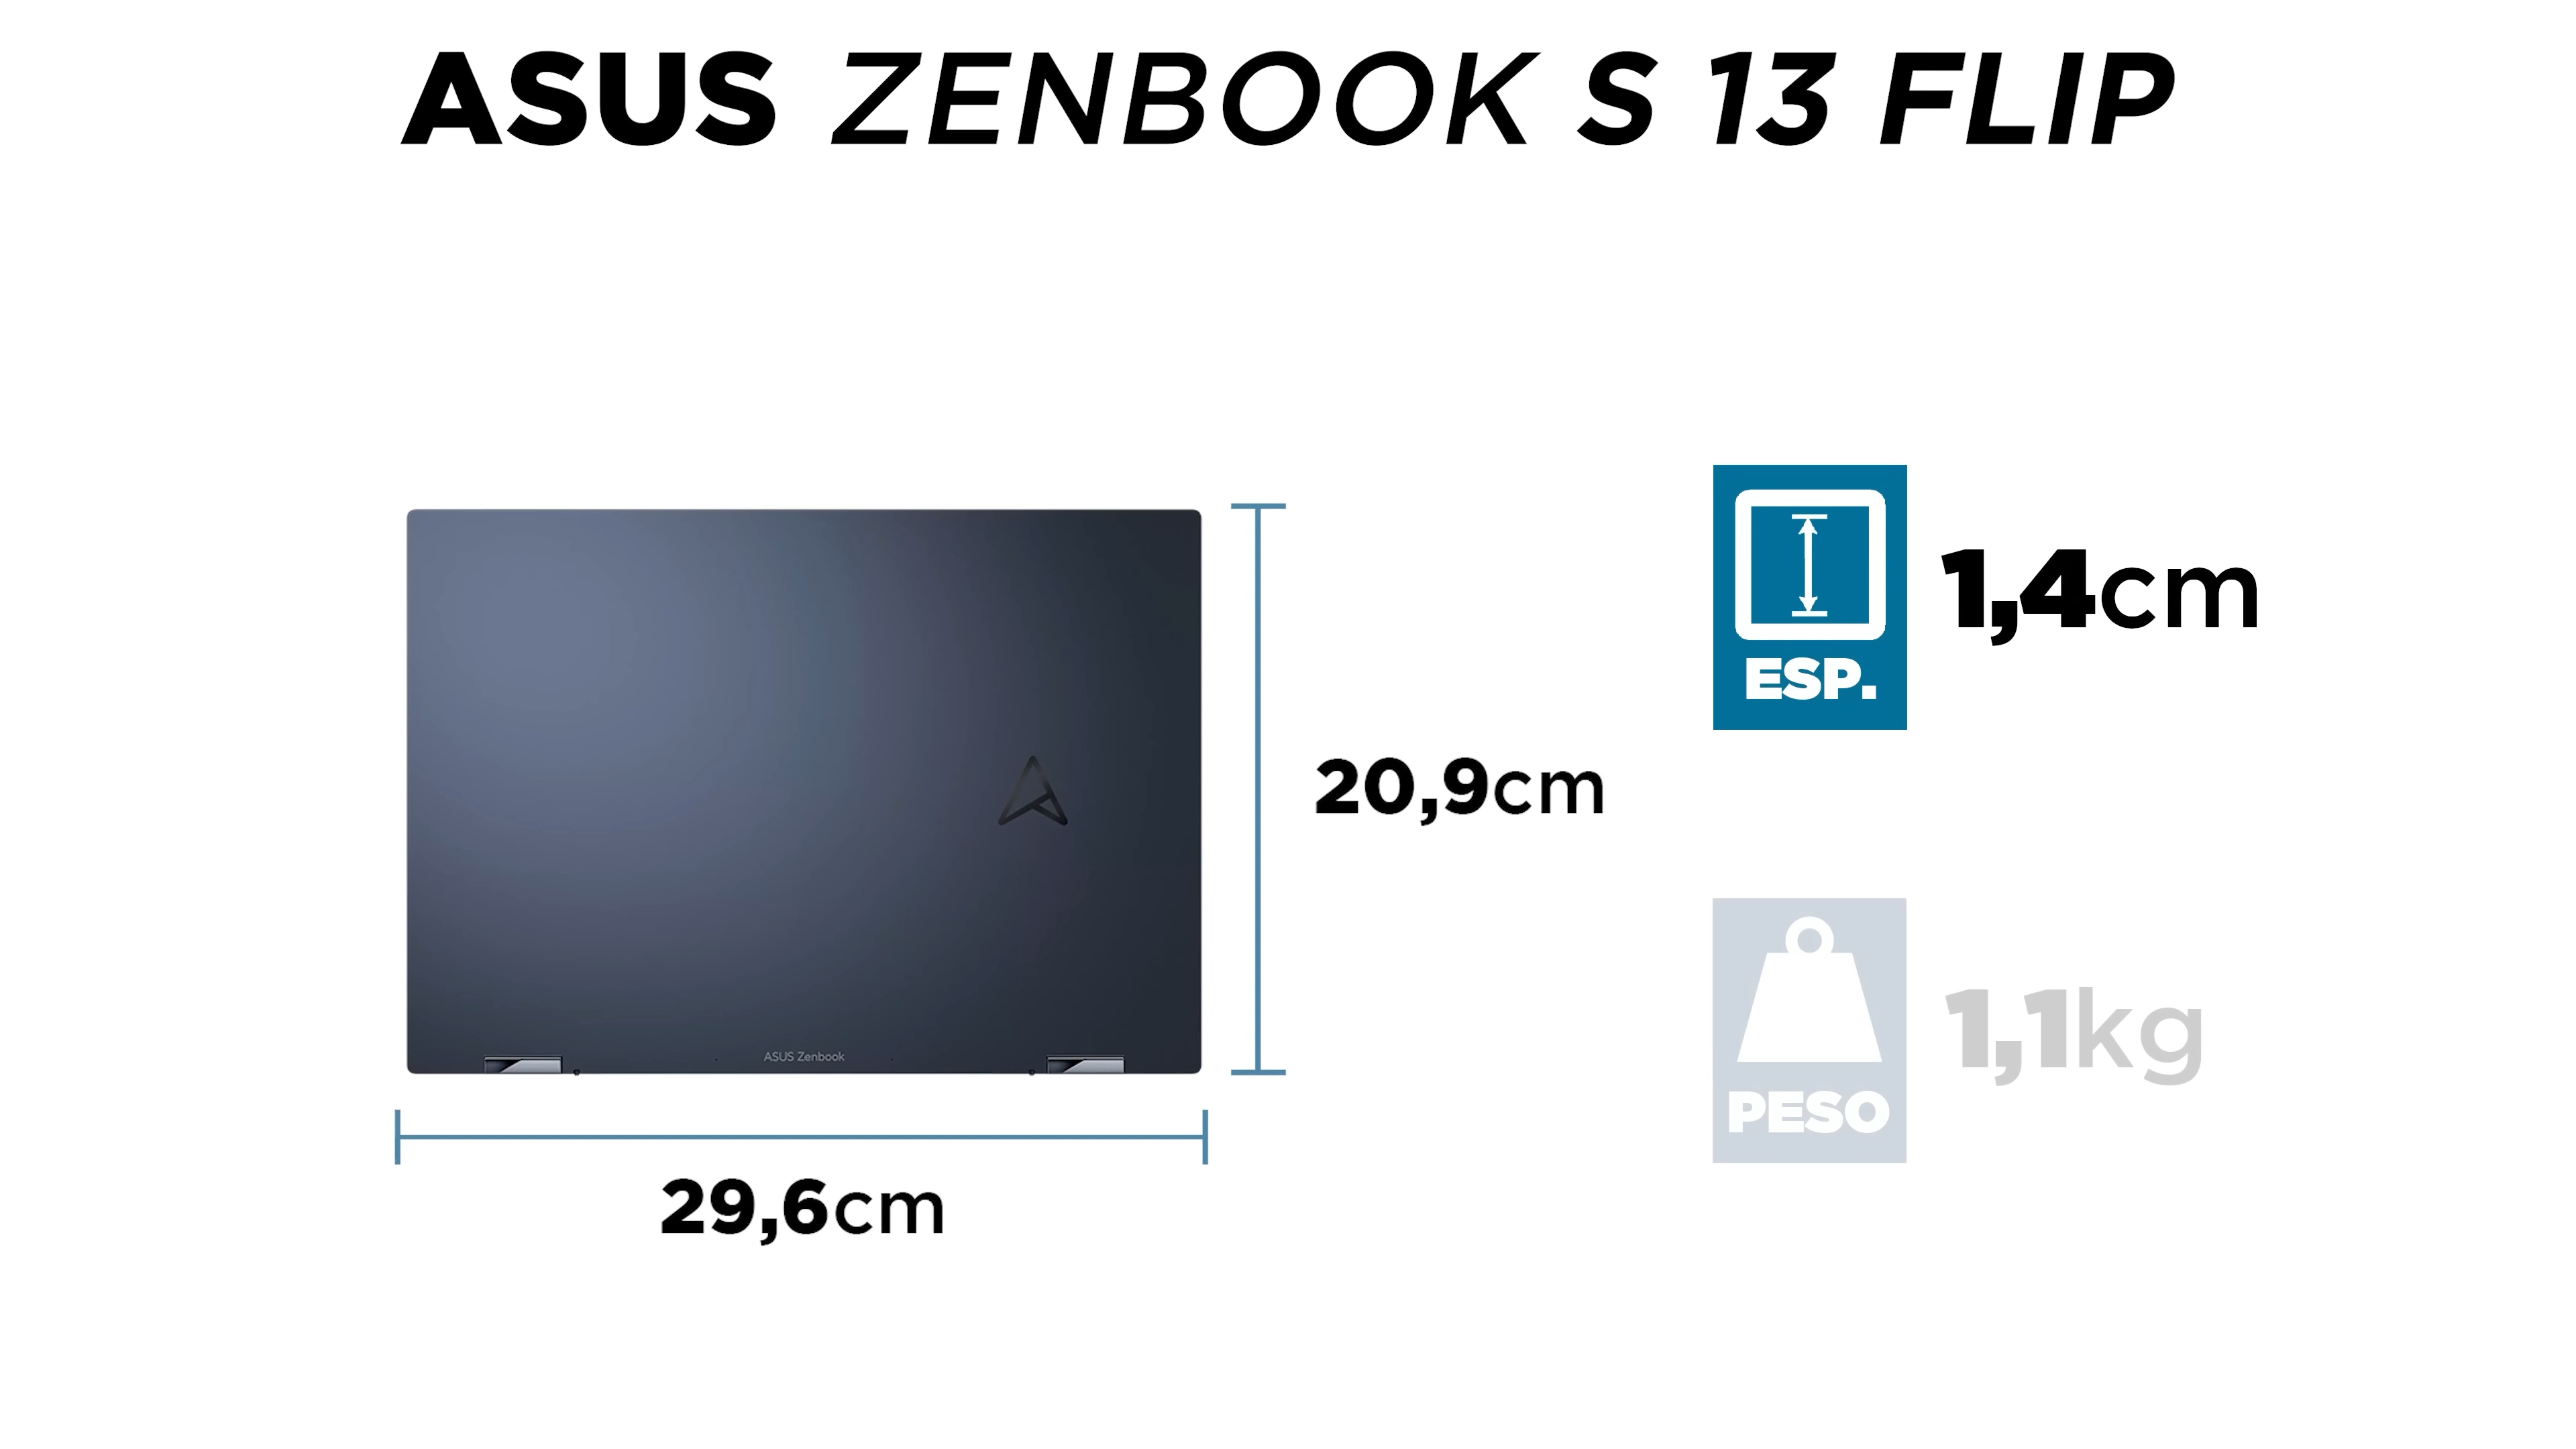 ASUS ZENBOOK S 13 FLIP
ESP.
1,4cm
20,9cm
PESO
1,1kg
ASUS Zenbook
29,6cm